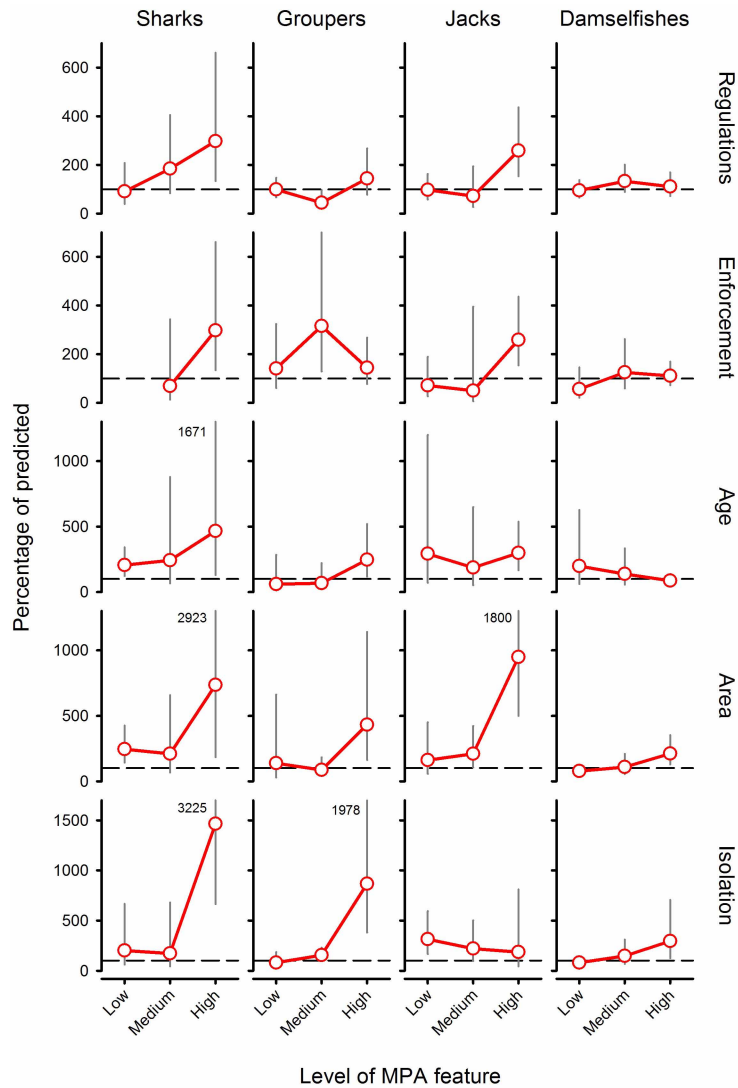 Sharks Groupers Jacks Damselfishes
600
400
200
0
Regulations
600
400
200
0
Enforcement
1671
1000
500
0
Age
2923 1800
1000
500
0
Area
3225 1978
1500
1000
500
0
Isolation
Low Medium High Low Medium High Low Medium High Low Medium High
Percentage of predicted
Level of MPA feature